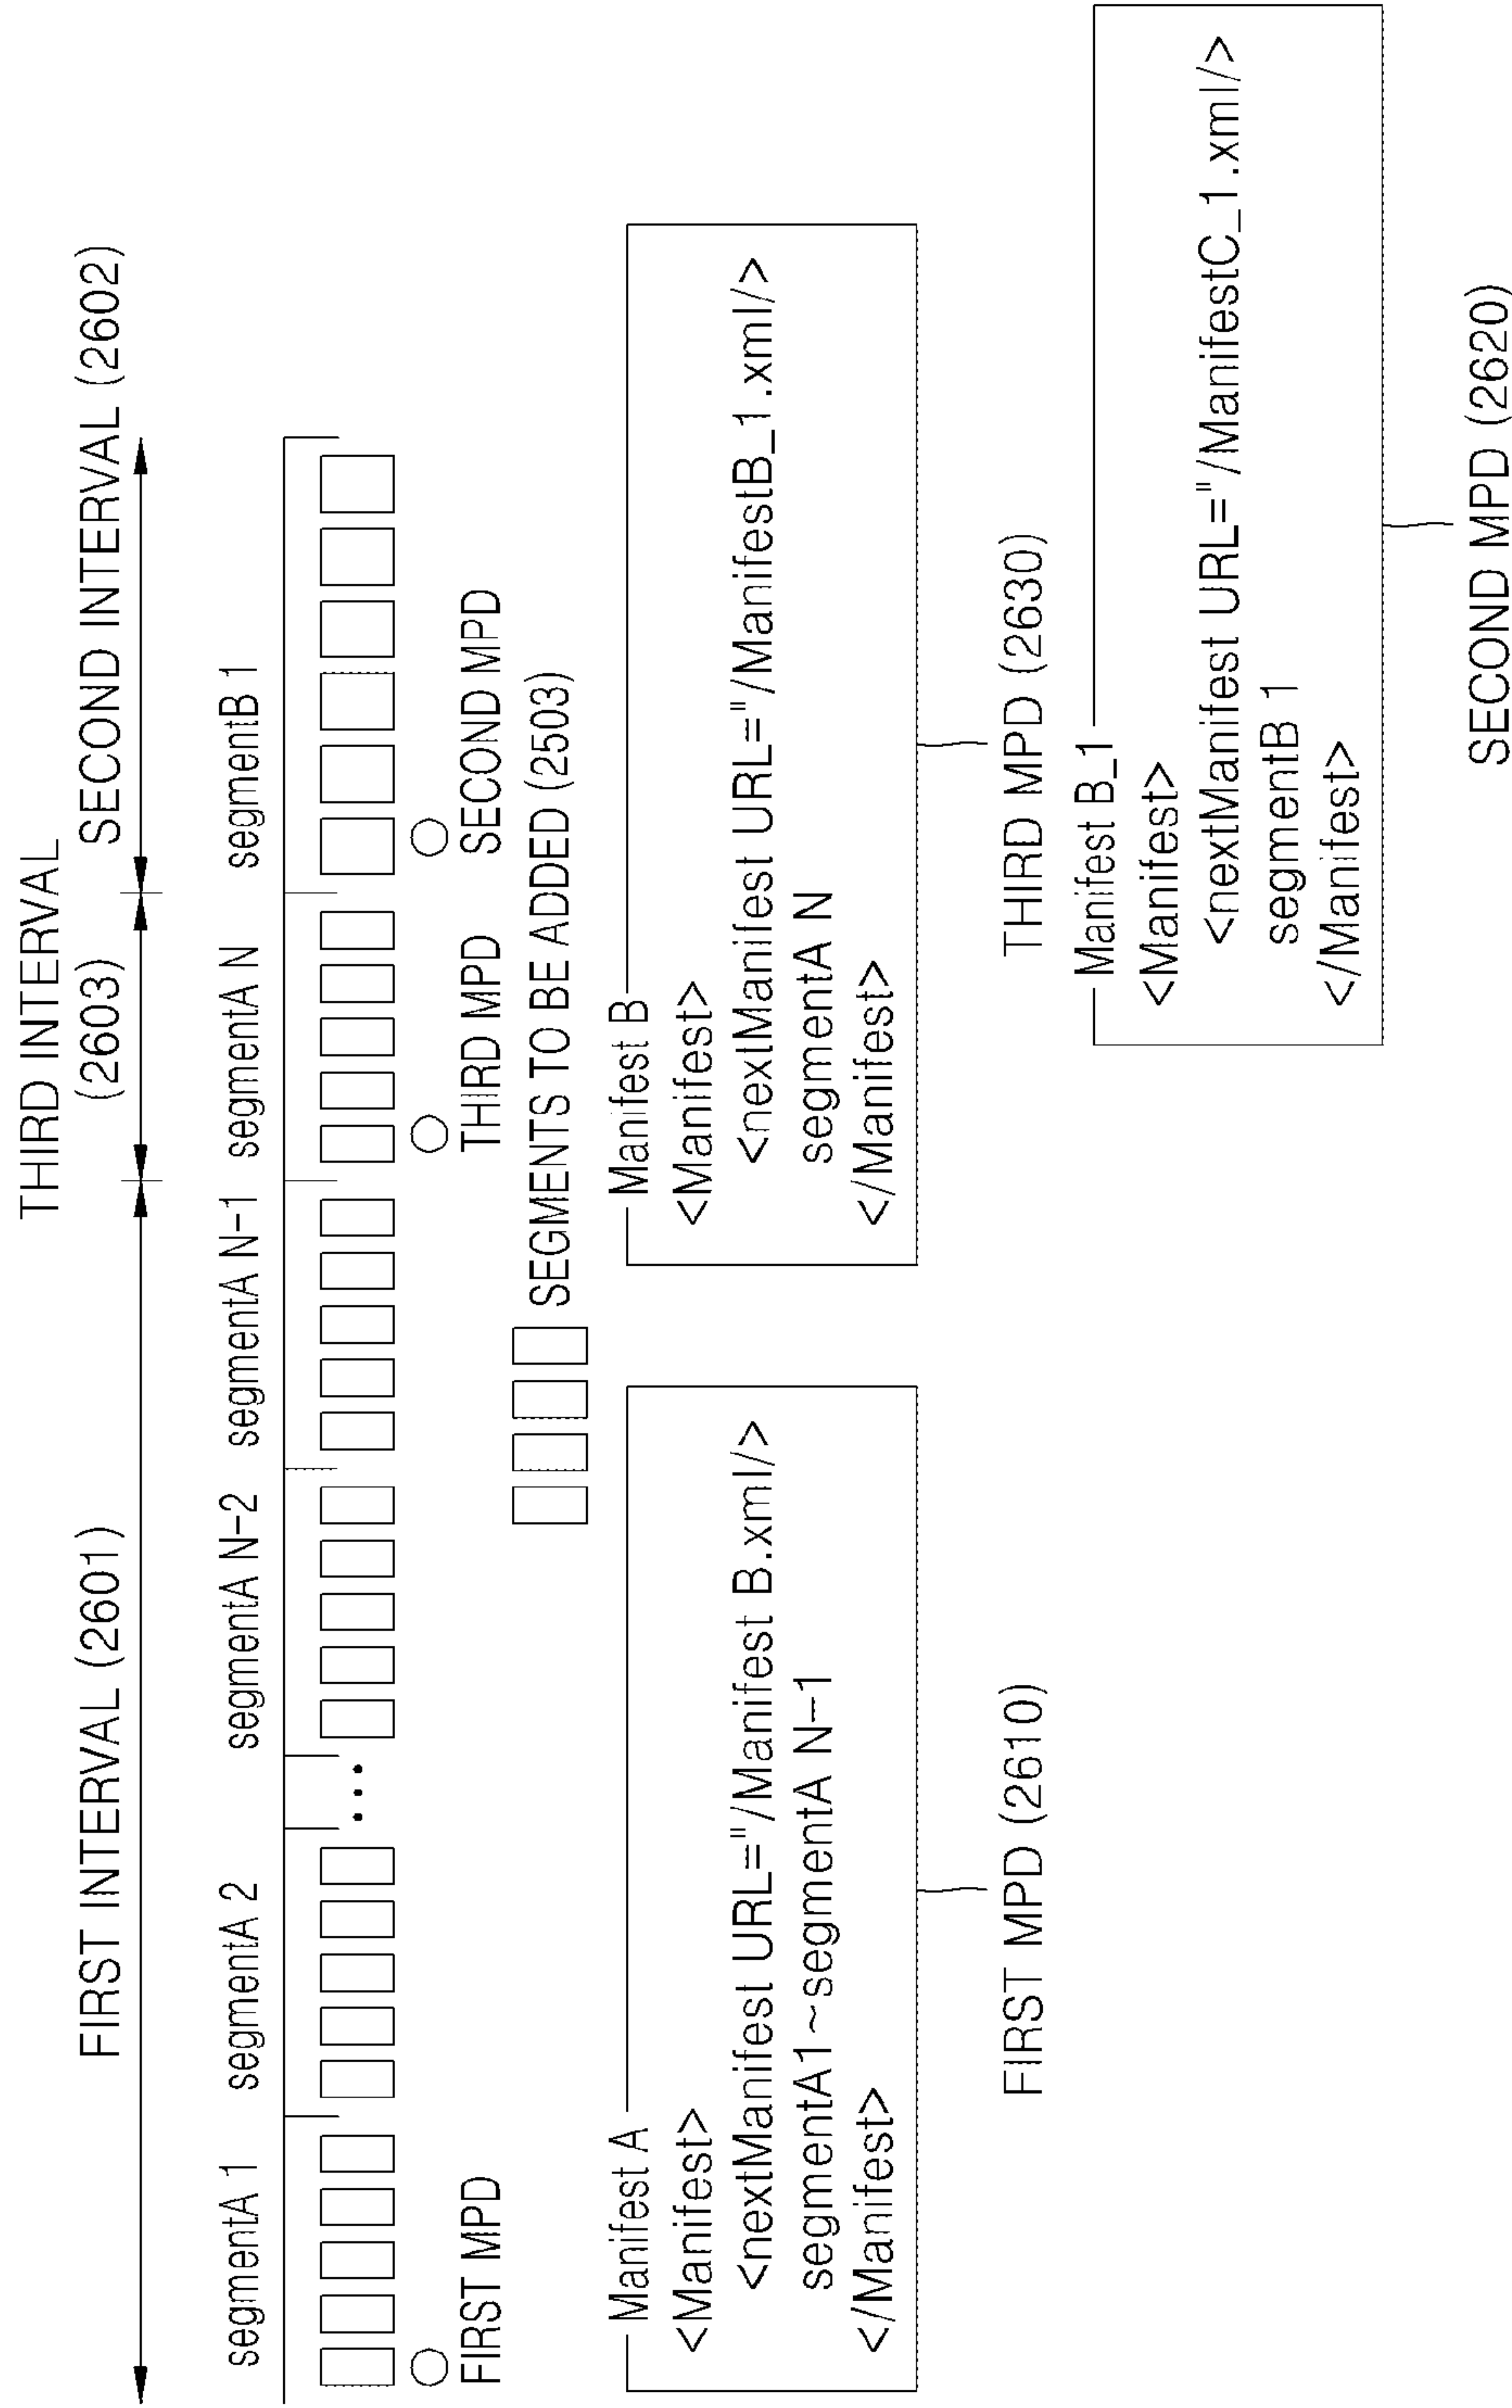 THIRD INTERVAL
FIRST INTERVAL (2601)
(2603)
SECOND INTERVAL (2602)
segmentA 1
segmentA 2
segmentA N-2
segmentA N-1
segmentA N
segmentB 1
...
FIRST MPD
THIRD MPD
SECOND MPD
SEGMENTS TO BE ADDED (2503)
Manifest A
<Manifest>
<nextManifest URL="/Manifest B.xml/>
segmentA1~segmentA N-1
</Manifest>
FIRST MPD (2610)
Manifest B
<Manifest>
<nextManifest URL="/ManifestB_1.xml/>
segmentA N
</Manifest>
THIRD MPD (2630)
Manifest B_1
<Manifest>
<nextManifest URL="/ManifestC_1.xml/>
segmentB 1
</Manifest>
SECOND MPD (2620)